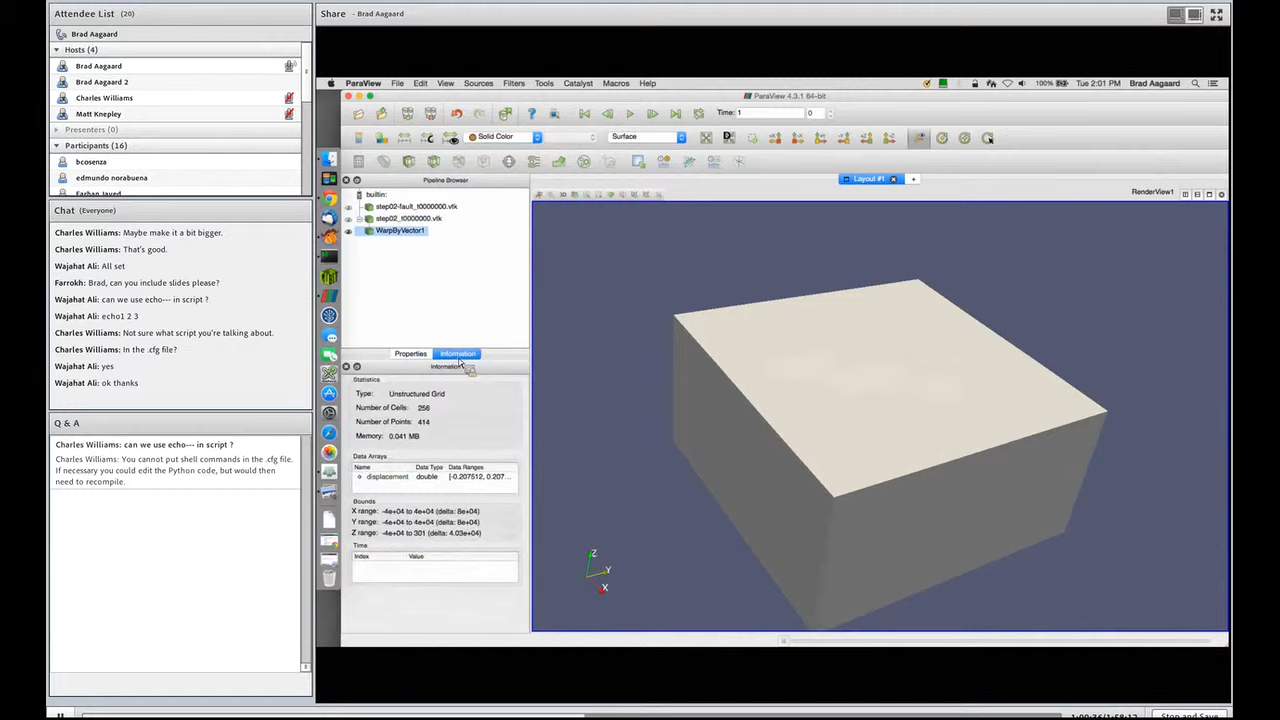 Attendee List (20)
Brad Aagaard
Hosts (4)
Brad Aagaard
Brad Aagaard 2
Charles Williams
Matt Knepley
Presenters (0)
Participants (16)
bcosenza
edmundo norabuena
Farhan Javed
Chat (Everyone)
Charles Williams: Maybe make it a bit bigger.
Charles Williams: That's good.
Wajahat Ali: All set
Farrokh: Brad, can you include slides please?
Wajahat Ali: can we use echo--- in script ?
Wajahat Ali: echo1 2 3
Charles Williams: Not sure what script you're talking about.
Charles Williams: In the .cfg file?
Wajahat Ali: yes
Wajahat Ali: ok thanks
Q & A
Charles Williams: can we use echo--- in script ?
Charles Williams: You cannot put shell commands in the .cfg file.
If necessary you could edit the Python code, but would then
need to recompile.
Share - Brad Aagaard
ParaView File Edit View Sources Filters Tools Catalyst Macros Help
100% Tue 2:01 PM Brad Aagaard
ParaView 4.3.1 64-bit
Time: 1 0
Solid Color Surface
Pipeline Browser
builtin:
step02-fault_t0000000.vtk
step02_t0000000.vtk
WarpByVector1
Properties Information
Information
Statistics
Type: Unstructured Grid
Number of Cells: 256
Number of Points: 414
Memory: 0.041 MB
Data Arrays
Name Data Type Data Ranges
displacement double [-0.207512, 0.207...
Bounds
X range: -4e+04 to 4e+04 (delta: 8e+04)
Y range: -4e+04 to 4e+04 (delta: 8e+04)
Z range: -4e+04 to 301 (delta: 4.03e+04)
Time
Index Value
Layout #1 +
3D
RenderView1
Z
Y
X
Stop and Save